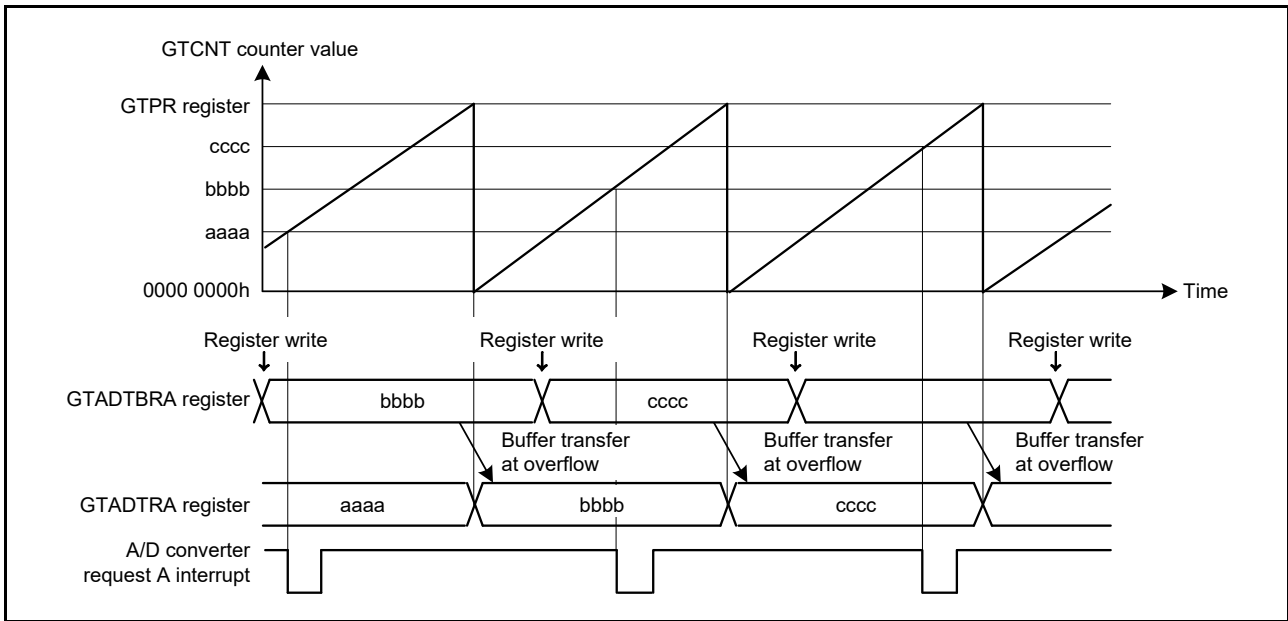 GTCNT counter value
GTPR register
cccc
bbbb
aaaa
0000 0000h
Time
Register write
Register write
Register write
Register write
GTADTBRA register
bbbb
cccc
Buffer transfer
at overflow
Buffer transfer
at overflow
Buffer transfer
at overflow
GTADTRA register
aaaa
bbbb
cccc
A/D converter
request A interrupt